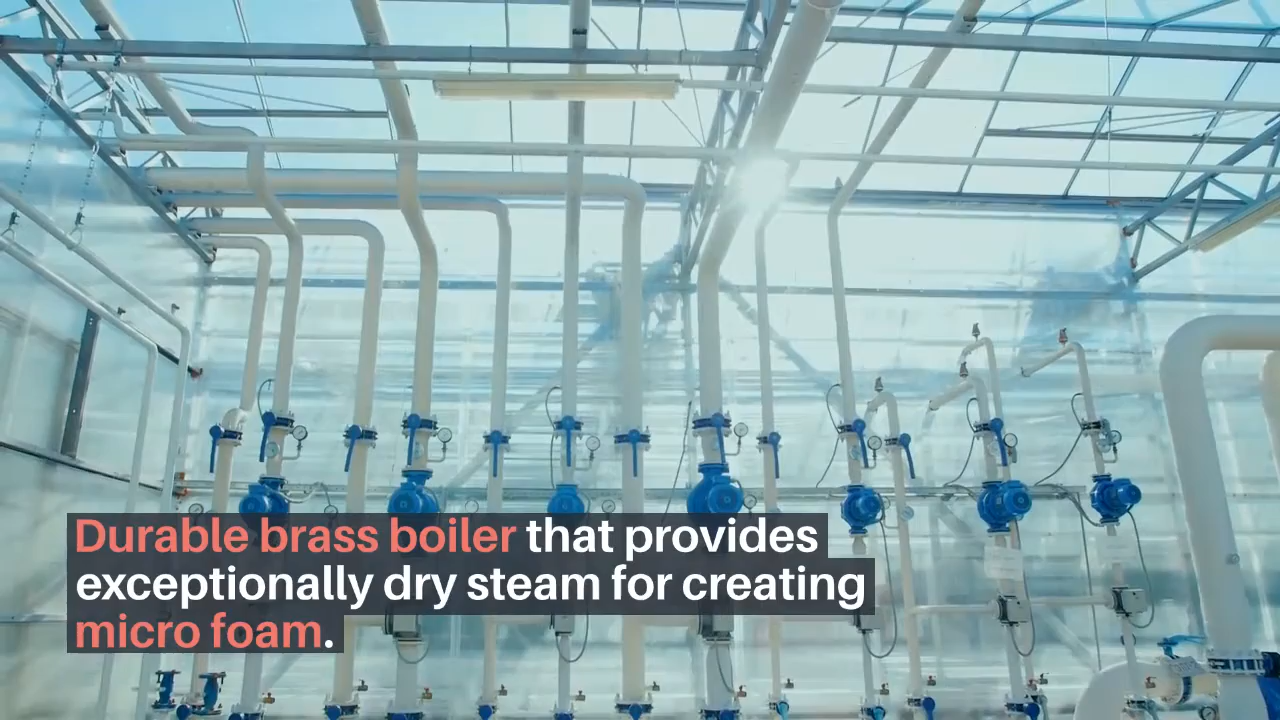 Durable brass boiler that provides
exceptionally dry steam for creating
micro foam.